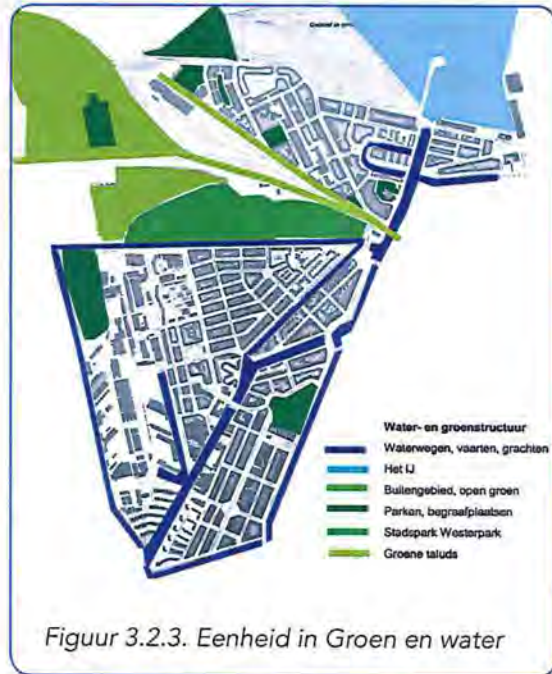 Water- en groenstructuur
Waterwegen, vaarten, grachten
Het IJ
Buitengebied, open groen
Parken, begraafplaatsen
Stadspark Westerpark
Groene taluds
Figuur 3.2.3. Eenheid in Groen en water